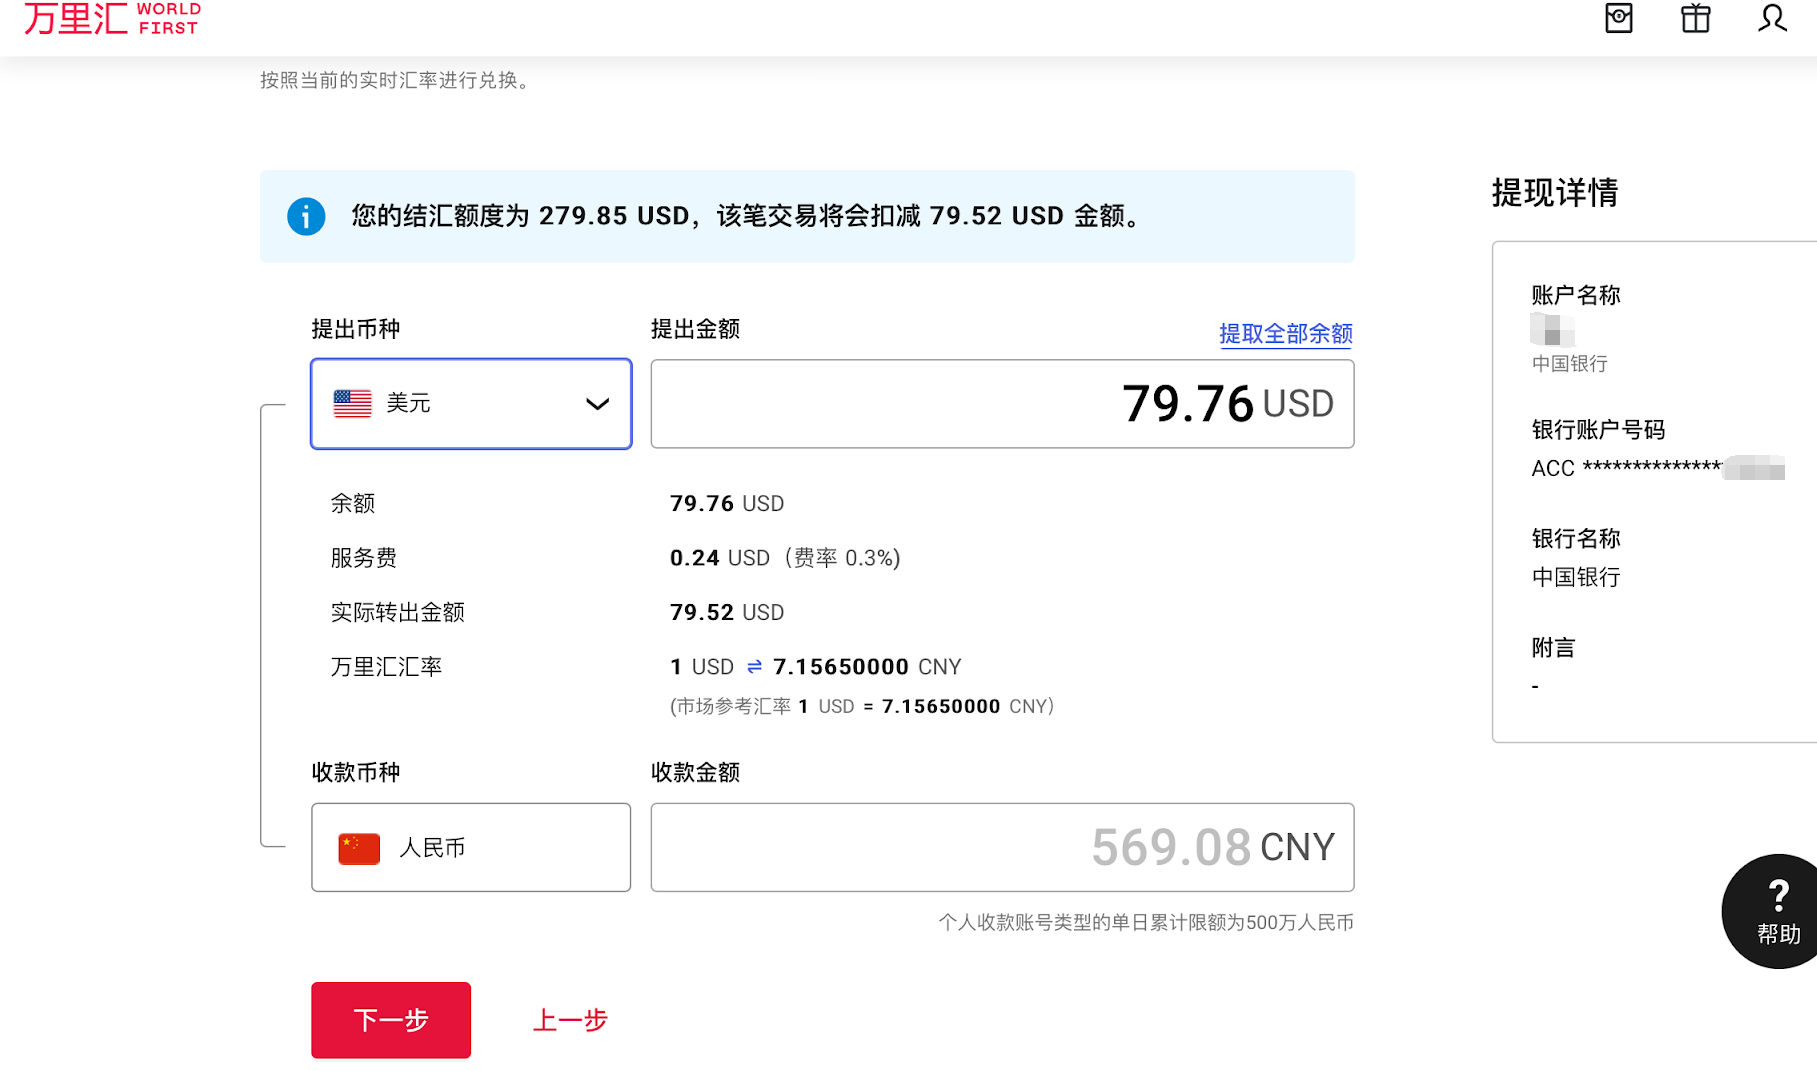 万里汇 WORLD FIRST
按照当前的实时汇率进行兑换。
您的结汇额度为 279.85 USD，该笔交易将会扣减 79.52 USD 金额。
提出币种
提出金额
提取全部余额
美元
79.76 USD
余额
79.76 USD
服务费
0.24 USD（费率 0.3%)
实际转出金额
79.52 USD
万里汇汇率
1 USD ⇌ 7.15650000 CNY
(市场参考汇率 1 USD = 7.15650000 CNY)
收款币种
收款金额
人民币
569.08 CNY
个人收款账号类型的单日累计限额为500万人民币
下一步
上一步
提现详情
账户名称
中国银行
银行账户号码
ACC **************
银行名称
中国银行
附言
-
?
帮助